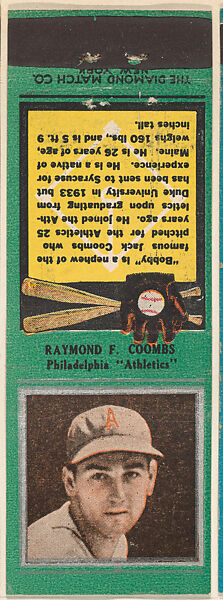 THE DIAMOND MATCH CO.
NEW YORK
"Bobby" is a nephew of the
famous Jack Coombs who
pitched for the Athletics 25
years ago. He joined the Ath-
letics upon graduating from
Duke University in 1933 but
has been sent to Syracuse for
experience. He is a native of
Maine, is 25 years of age,
weighs 160 lbs., and is 5 ft. 9
inches tall.
RAYMOND F. COOMBS
Philadelphia "Athletics"
A